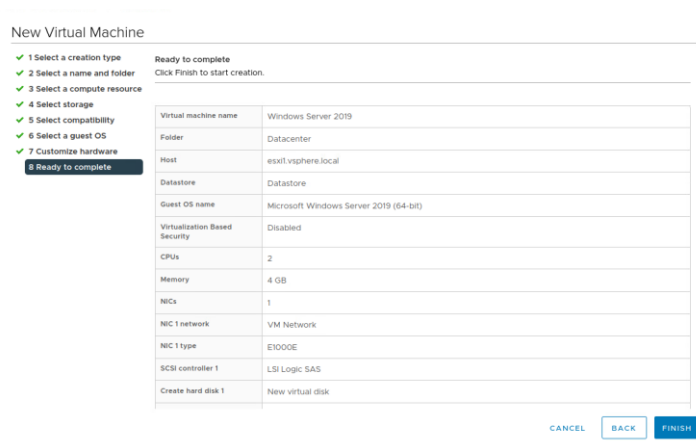 New Virtual Machine
1 Select a creation type
2 Select a name and folder
3 Select a compute resource
4 Select storage
5 Select compatibility
6 Select a guest OS
7 Customize hardware
8 Ready to complete
Ready to complete
Click Finish to start creation.
Virtual machine name Windows Server 2019
Folder Datacenter
Host esxi1.vsphere.local
Datastore Datastore
Guest OS name Microsoft Windows Server 2019 (64-bit)
Virtualization Based
Security Disabled
CPUs 2
Memory 4 GB
NICs 1
NIC 1 network VM Network
NIC 1 type E1000E
SCSI controller 1 LSI Logic SAS
Create hard disk 1 New virtual disk
CANCEL BACK FINISH